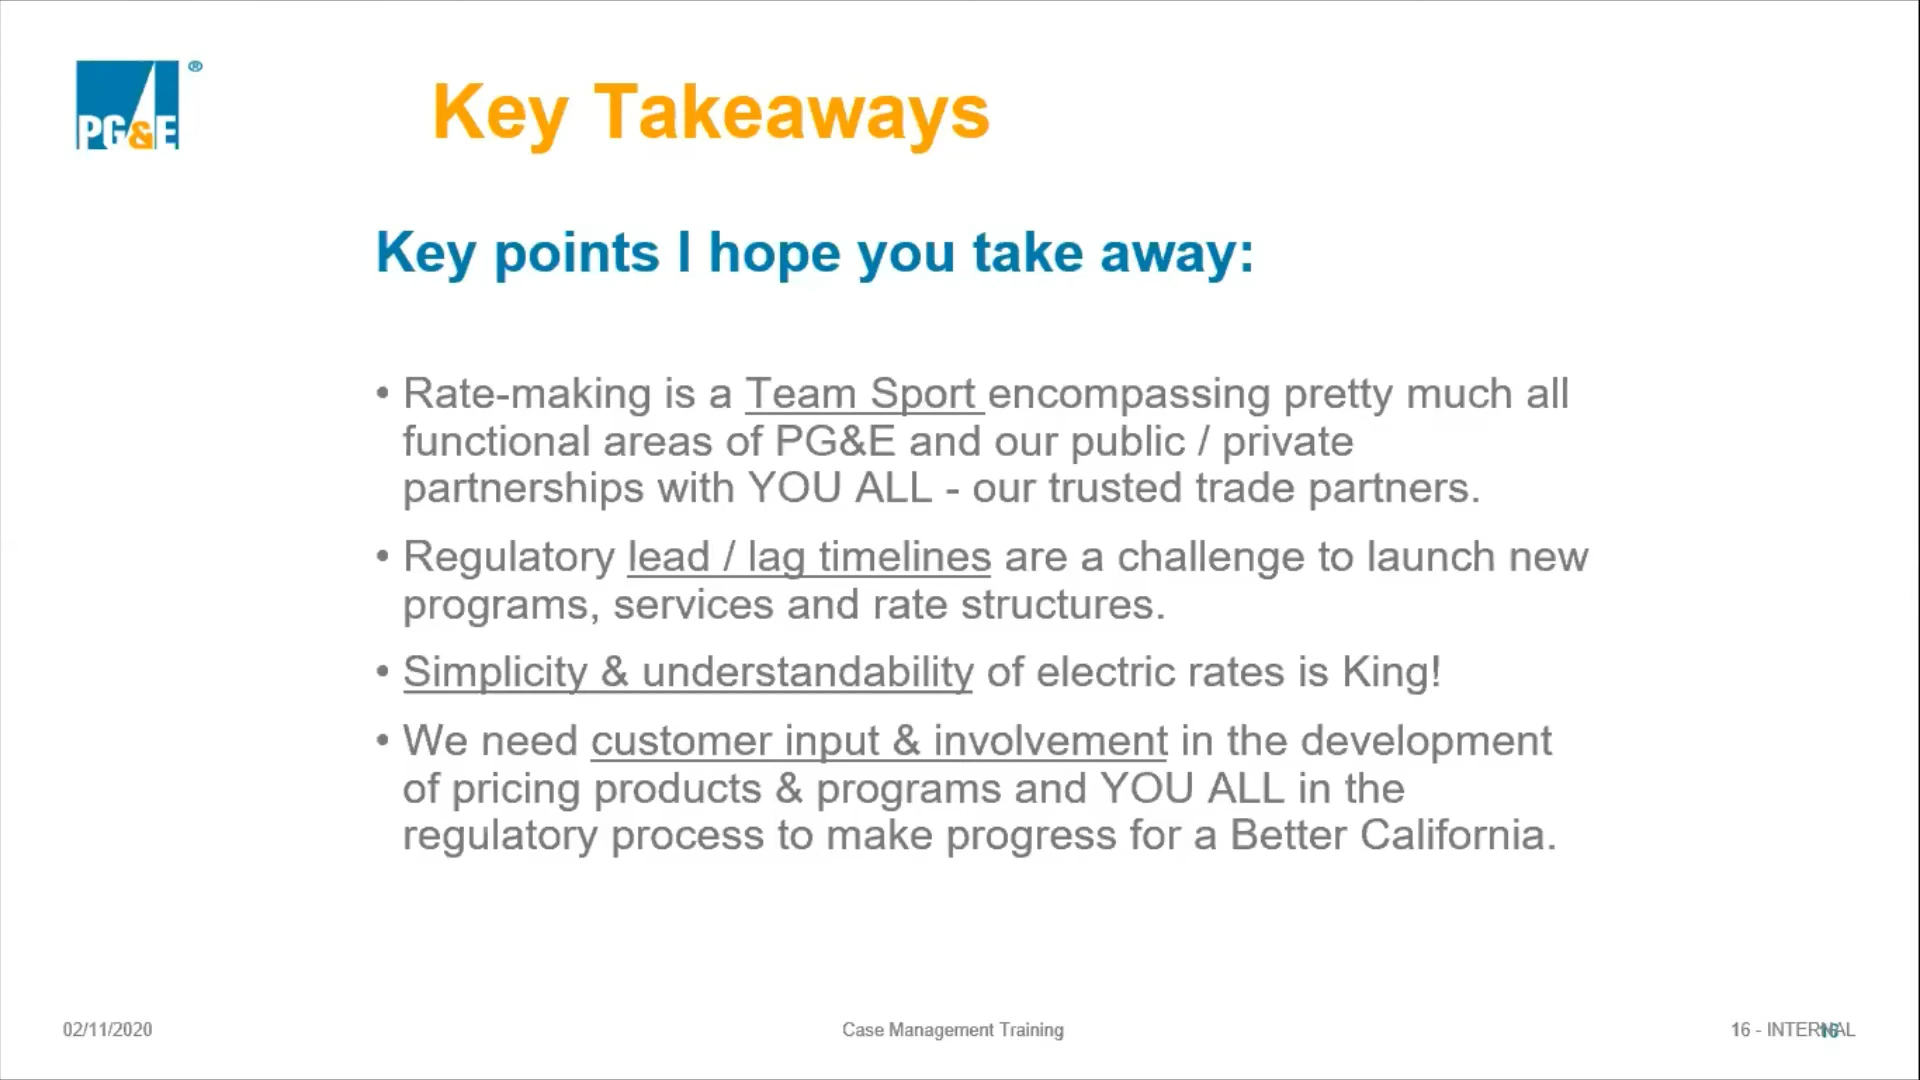 PG&E ®
Key Takeaways
Key points I hope you take away:
• Rate-making is a Team Sport encompassing pretty much all
functional areas of PG&E and our public / private
partnerships with YOU ALL - our trusted trade partners.
• Regulatory lead / lag timelines are a challenge to launch new
programs, services and rate structures.
• Simplicity & understandability of electric rates is King!
• We need customer input & involvement in the development
of pricing products & programs and YOU ALL in the
regulatory process to make progress for a Better California.
02/11/2020
Case Management Training
16 - INTERNAL
16